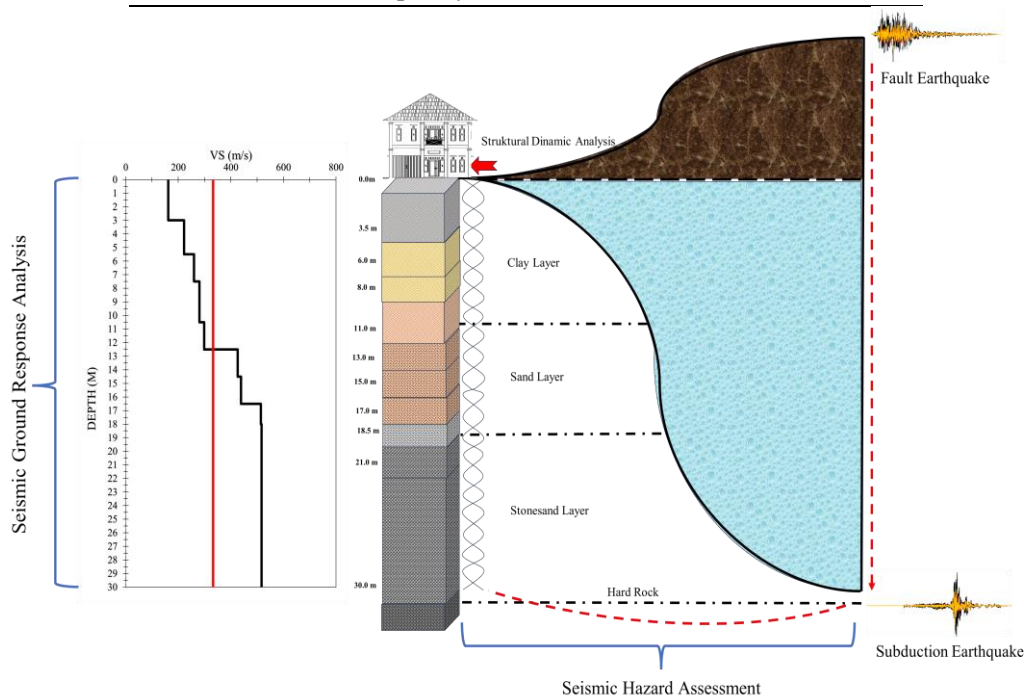 Fault Earthquake
Struktural Dinamic Analysis
VS (m/s)
0 200 400 600 800
0
1
2
3
4
5
6
7
8
9
10
11
12
13
14
15
16
17
18
19
20
21
22
23
24
25
26
27
28
29
30
DEPTH (M)
Seismic Ground Response Analysis
0.0m
3.5 m
6.0 m
8.0 m
11.0 m
13.0 m
15.0 m
17.0 m
18.5 m
21.0 m
30.0 m
Clay Layer
Sand Layer
Stonesand Layer
Hard Rock
Subduction Earthquake
Seismic Hazard Assessment